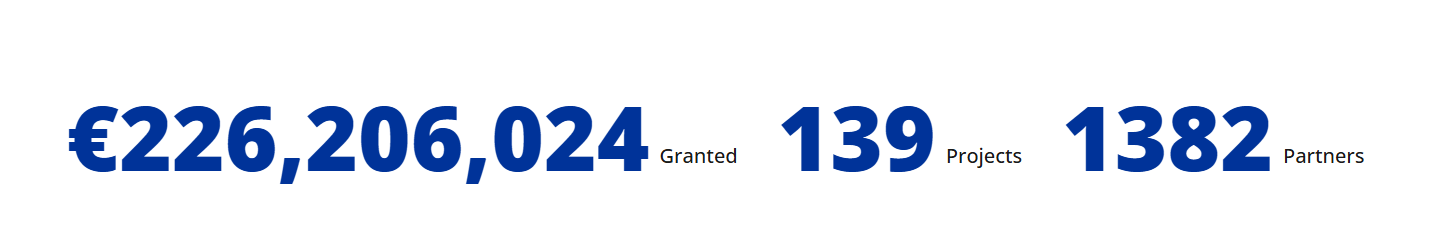 €226,206,024 Granted 139 Projects 1382 Partners